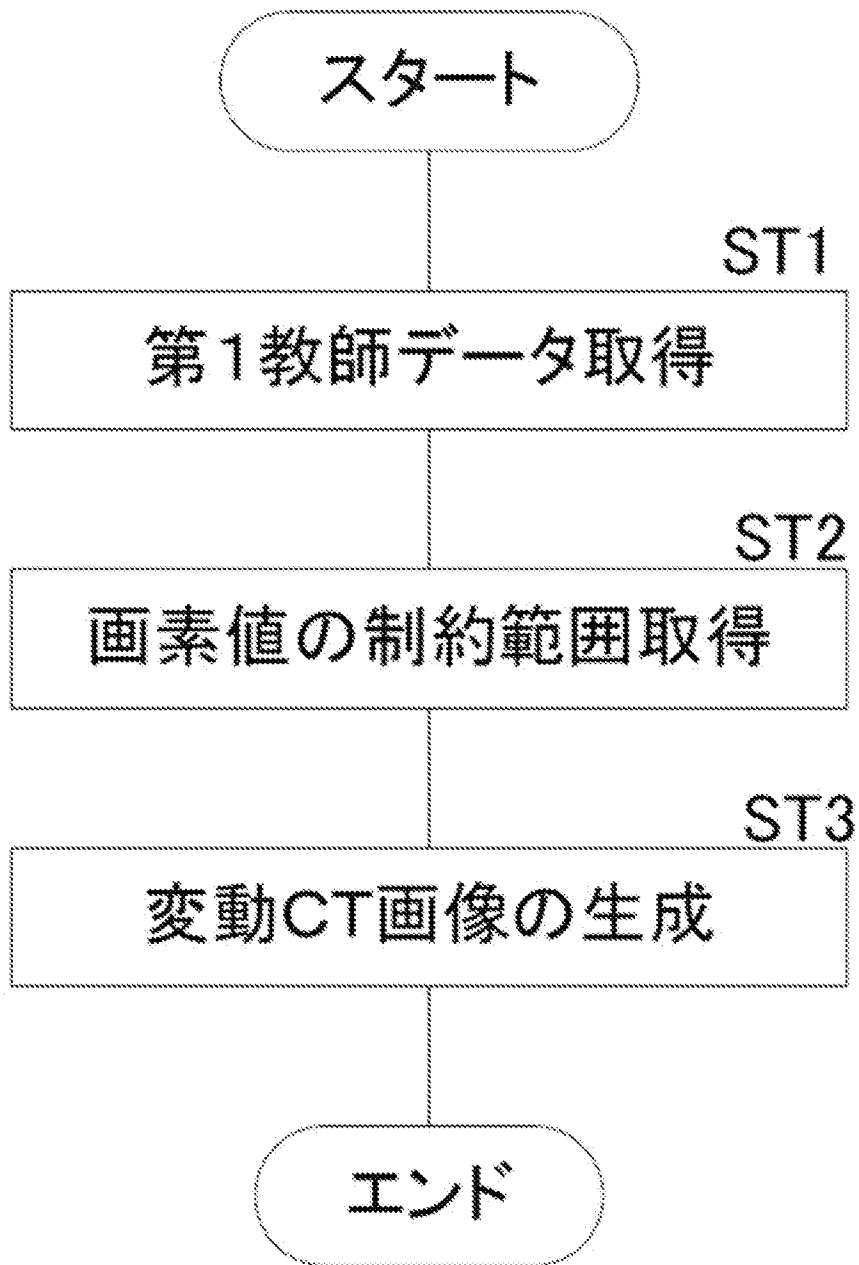 スタート
ST1
第1教師データ取得
ST2
画素値の制約範囲取得
ST3
変動CT画像の生成
エンド